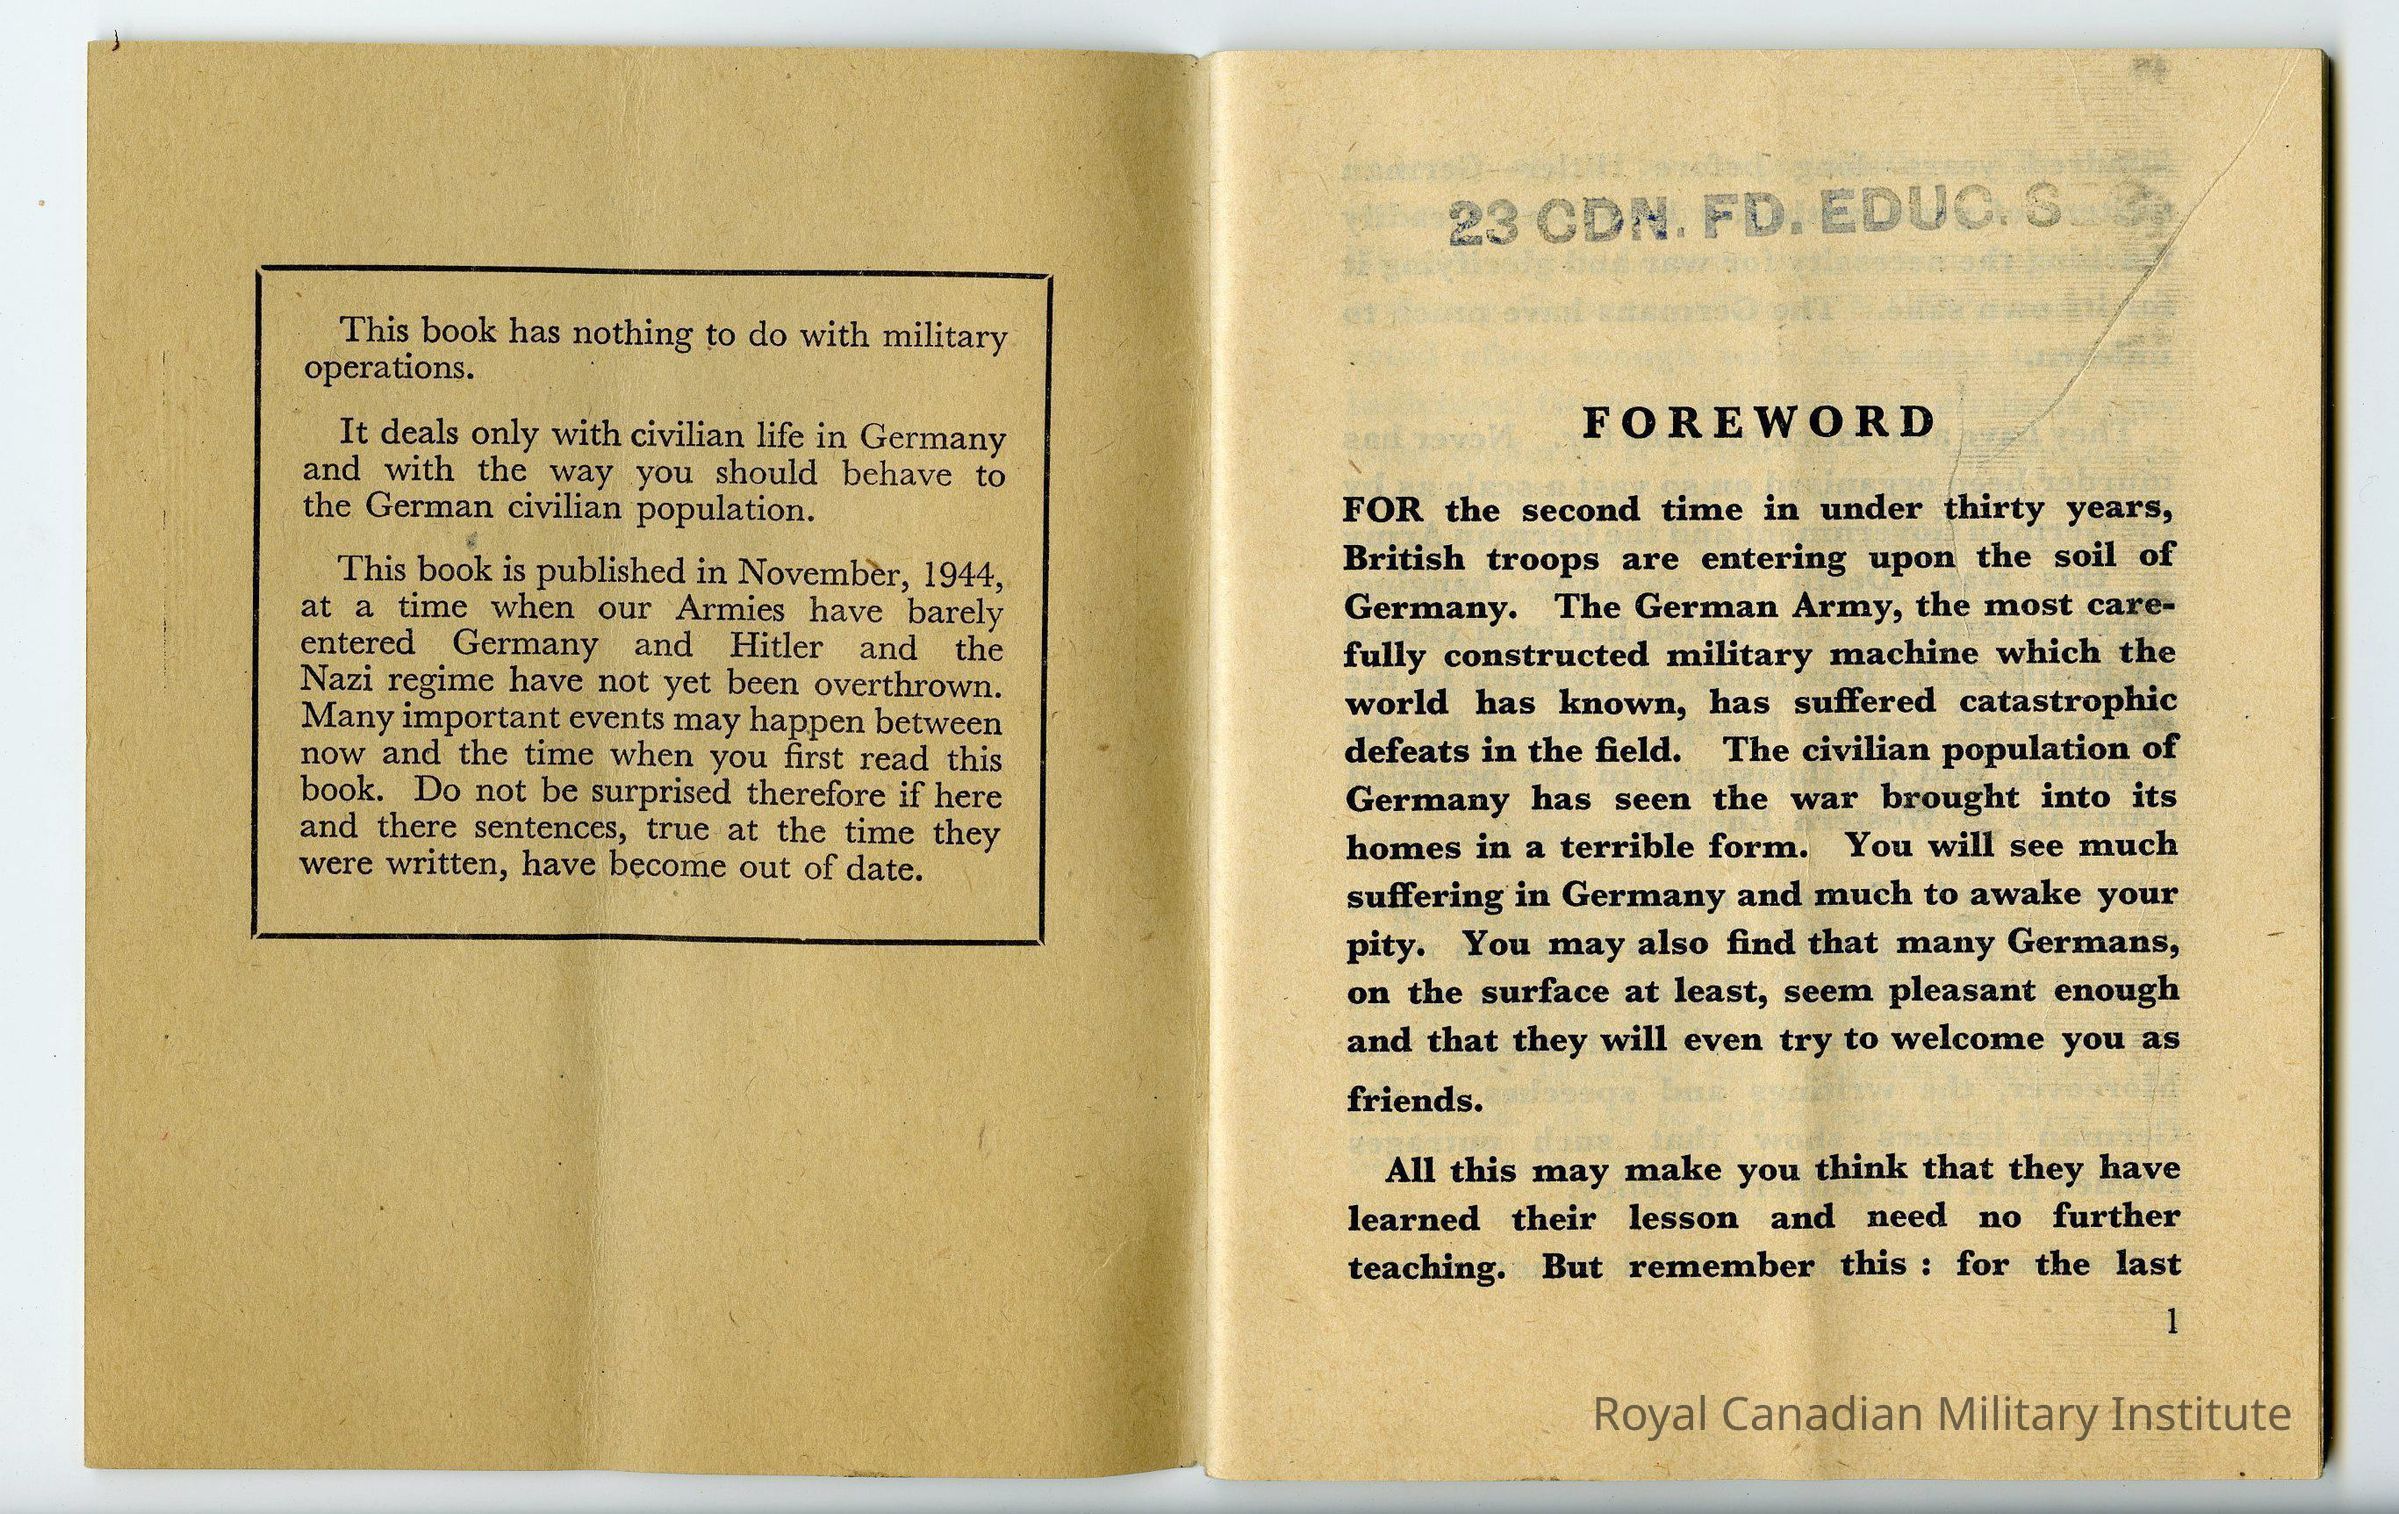 This book has nothing to do with military
operations.
It deals only with civilian life in Germany
and with the way you should behave to
the German civilian population.
This book is published in November, 1944,
at a time when our Armies have barely
entered Germany and Hitler and the
Nazi regime have not yet been overthrown.
Many important events may happen between
now and the time when you first read this
book. Do not be surprised therefore if here
and there sentences, true at the time they
were written, have become out of date.
23 CDN. FD. EDUC. S
FOREWORD
FOR the second time in under thirty years,
British troops are entering upon the soil of
Germany. The German Army, the most care-
fully constructed military machine which the
world has known, has suffered catastrophic
defeats in the field. The civilian population of
Germany has seen the war brought into its
homes in a terrible form. You will see much
suffering in Germany and much to awake your
pity. You may also find that many Germans,
on the surface at least, seem pleasant enough
and that they will even try to welcome you as
friends.
All this may make you think that they have
learned their lesson and need no further
teaching. But remember this : for the last
1
Royal Canadian Military Institute